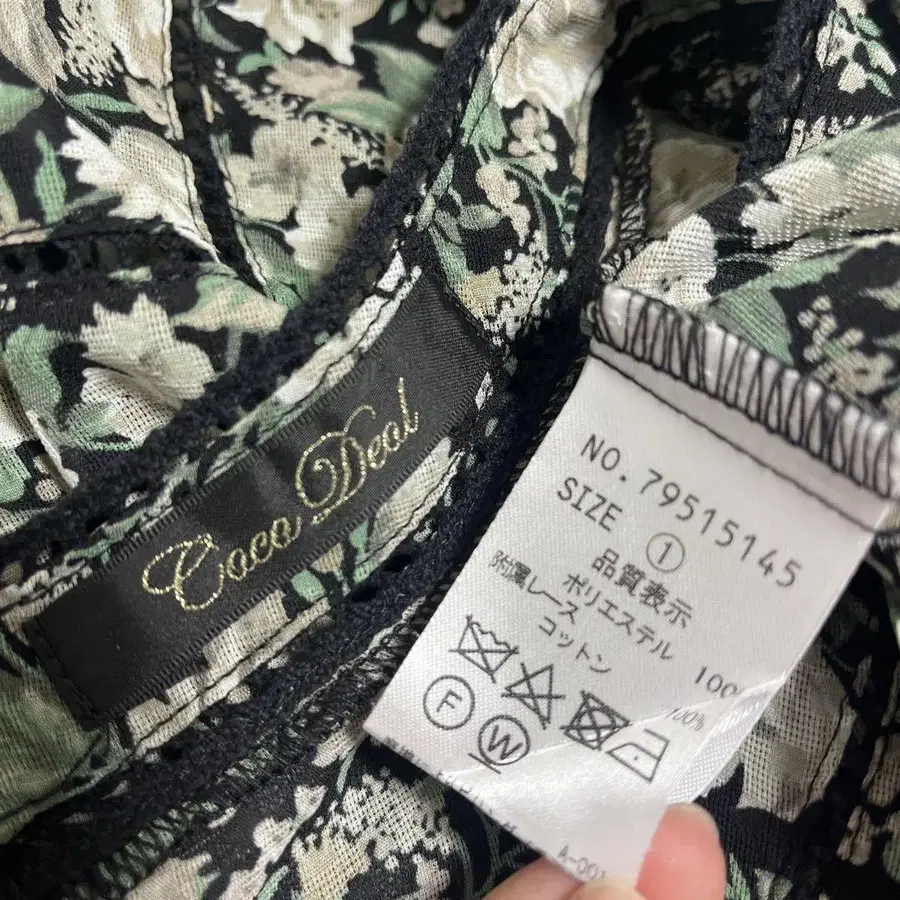 Coco Deal
NO. 79515145
SIZE ①
品質表示
ポリエステル 100%
附属レース
コットン 100%
F
W
A-001